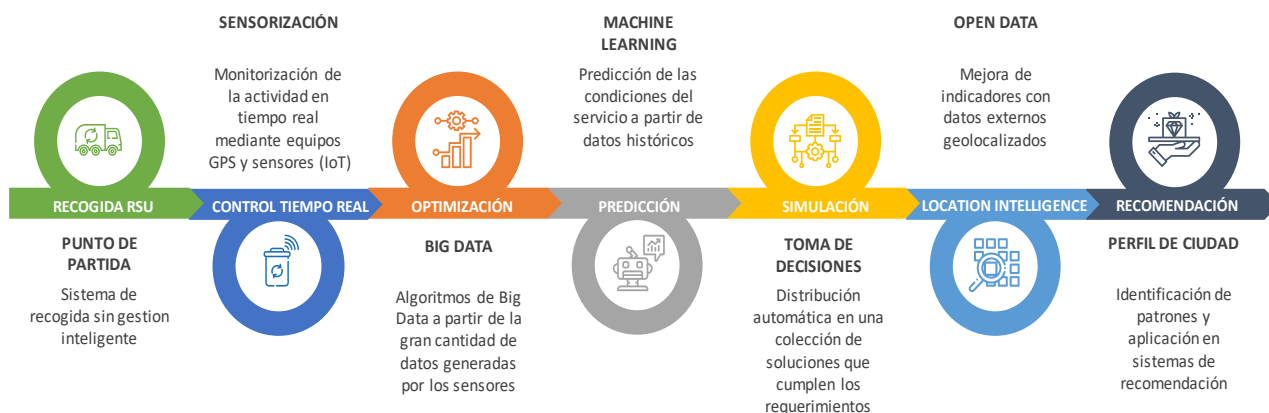 SENSORIZACIÓN
Monitorización de
la actividad en
tiempo real
mediante equipos
GPS y sensores (IoT)
MACHINE
LEARNING
Predicción de las
condiciones del
servicio a partir de
datos históricos
OPEN DATA
Mejora de
indicadores con
datos externos
geolocalizados
RECOGIDA RSU
CONTROL TIEMPO REAL
OPTIMIZACIÓN
PREDICCIÓN
SIMULACIÓN
LOCATION INTELLIGENCE
RECOMENDACIÓN
PUNTO DE
PARTIDA
Sistema de
recogida sin gestion
inteligente
BIG DATA
Algoritmos de Big
Data a partir de la
gran cantidad de
datos generadas
por los sensores
TOMA DE
DECISIONES
Distribución
automática en una
colección de
soluciones que
cumplen los
requerimientos
PERFIL DE CIUDAD
Identificación de
patrones y
aplicación en
sistemas de
recomendación